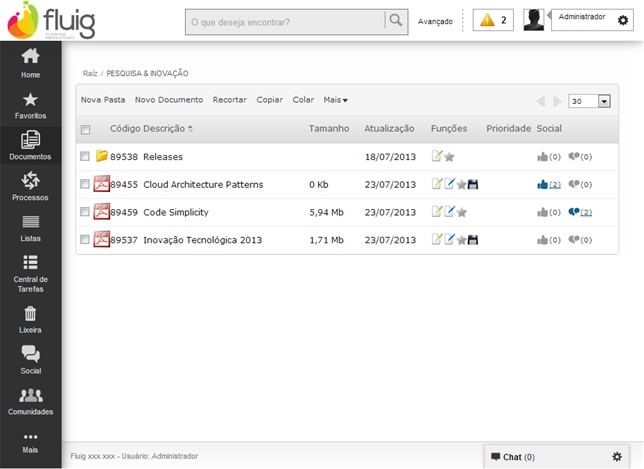 fluig
O que deseja encontrar?
Avançado
2
Administrador
Home
Favoritos
Documentos
Processos
Listas
Central de
Tarefas
Lixeira
Social
Comunidades
Mais
Raíz / PESQUISA & INOVAÇÃO
Nova Pasta Novo Documento Recortar Copiar Colar Mais
30
Código Descrição Tamanho Atualização Funções Prioridade Social
89538 Releases 18/07/2013 (0) (0)
89455 Cloud Architecture Patterns 0 Kb 23/07/2013 (2) (0)
89459 Code Simplicity 5,94 Mb 23/07/2013 (0) (2)
89537 Inovação Tecnológica 2013 1,71 Mb 23/07/2013 (0) (0)
Fluig xxx xxx - Usuário: Administrador
Chat (0)